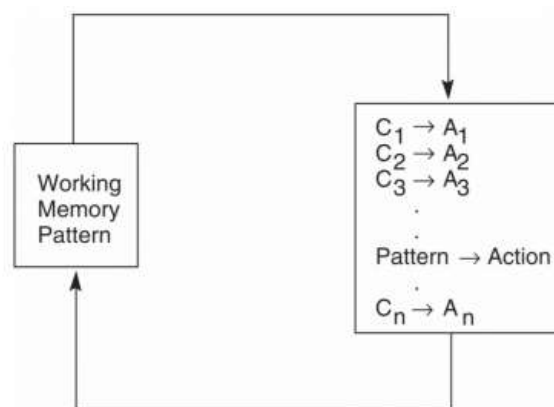 Working
Memory
Pattern
C₁ → A₁
C₂ → A₂
C₃ → A₃
.
.
Pattern → Action
.
Cₙ → Aₙ